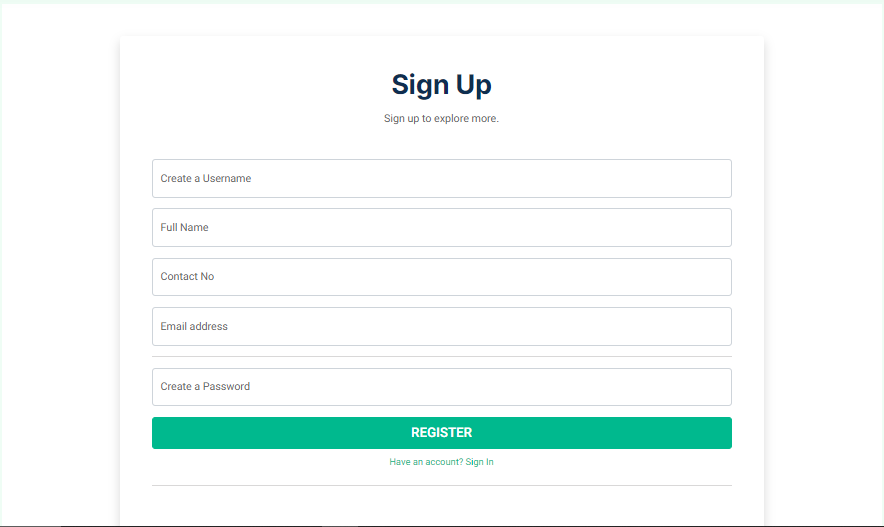 Sign Up
Sign up to explore more.
Create a Username
Full Name
Contact No
Email address
Create a Password
REGISTER
Have an account? Sign In